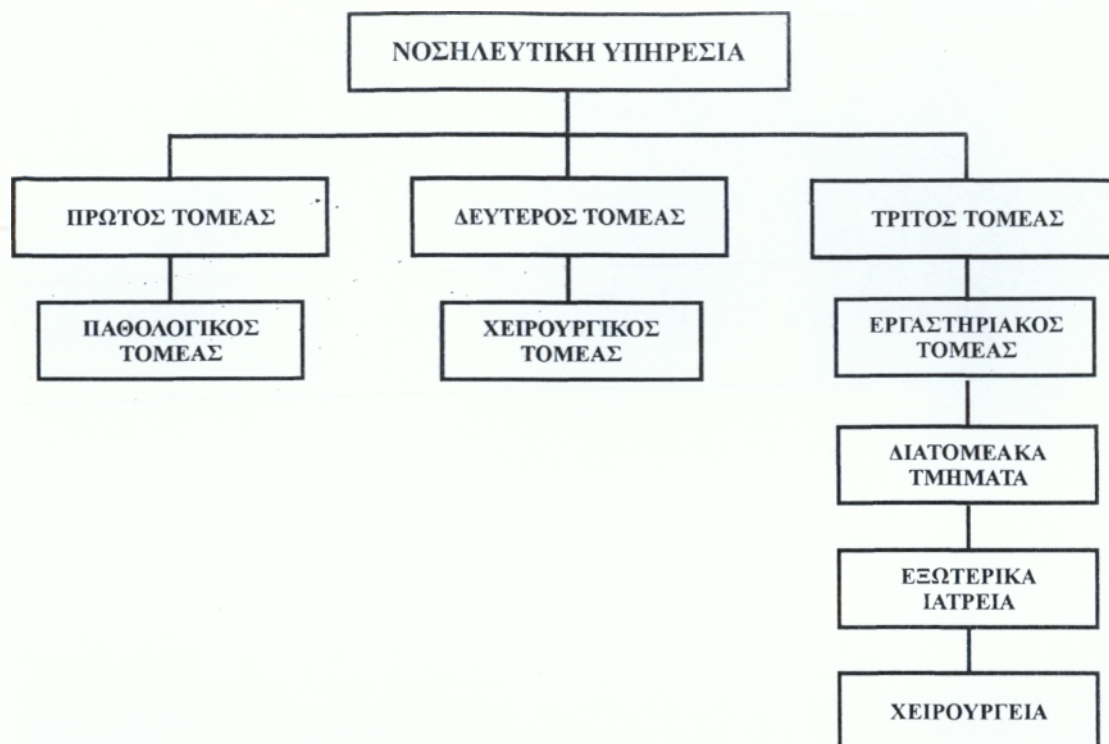 ΝΟΣΗΛΕΥΤΙΚΗ ΥΠΗΡΕΣΙΑ
ΠΡΩΤΟΣ ΤΟΜΕΑΣ
ΔΕΥΤΕΡΟΣ ΤΟΜΕΑΣ
ΤΡΙΤΟΣ ΤΟΜΕΑΣ
ΠΑΘΟΛΟΓΙΚΟΣ
ΤΟΜΕΑΣ
ΧΕΙΡΟΥΡΓΙΚΟΣ
ΤΟΜΕΑΣ
ΕΡΓΑΣΤΗΡΙΑΚΟΣ
ΤΟΜΕΑΣ
ΔΙΑΤΟΜΕΑΚΑ
ΤΜΗΜΑΤΑ
ΕΞΩΤΕΡΙΚΑ
ΙΑΤΡΕΙΑ
ΧΕΙΡΟΥΡΓΕΙΑ